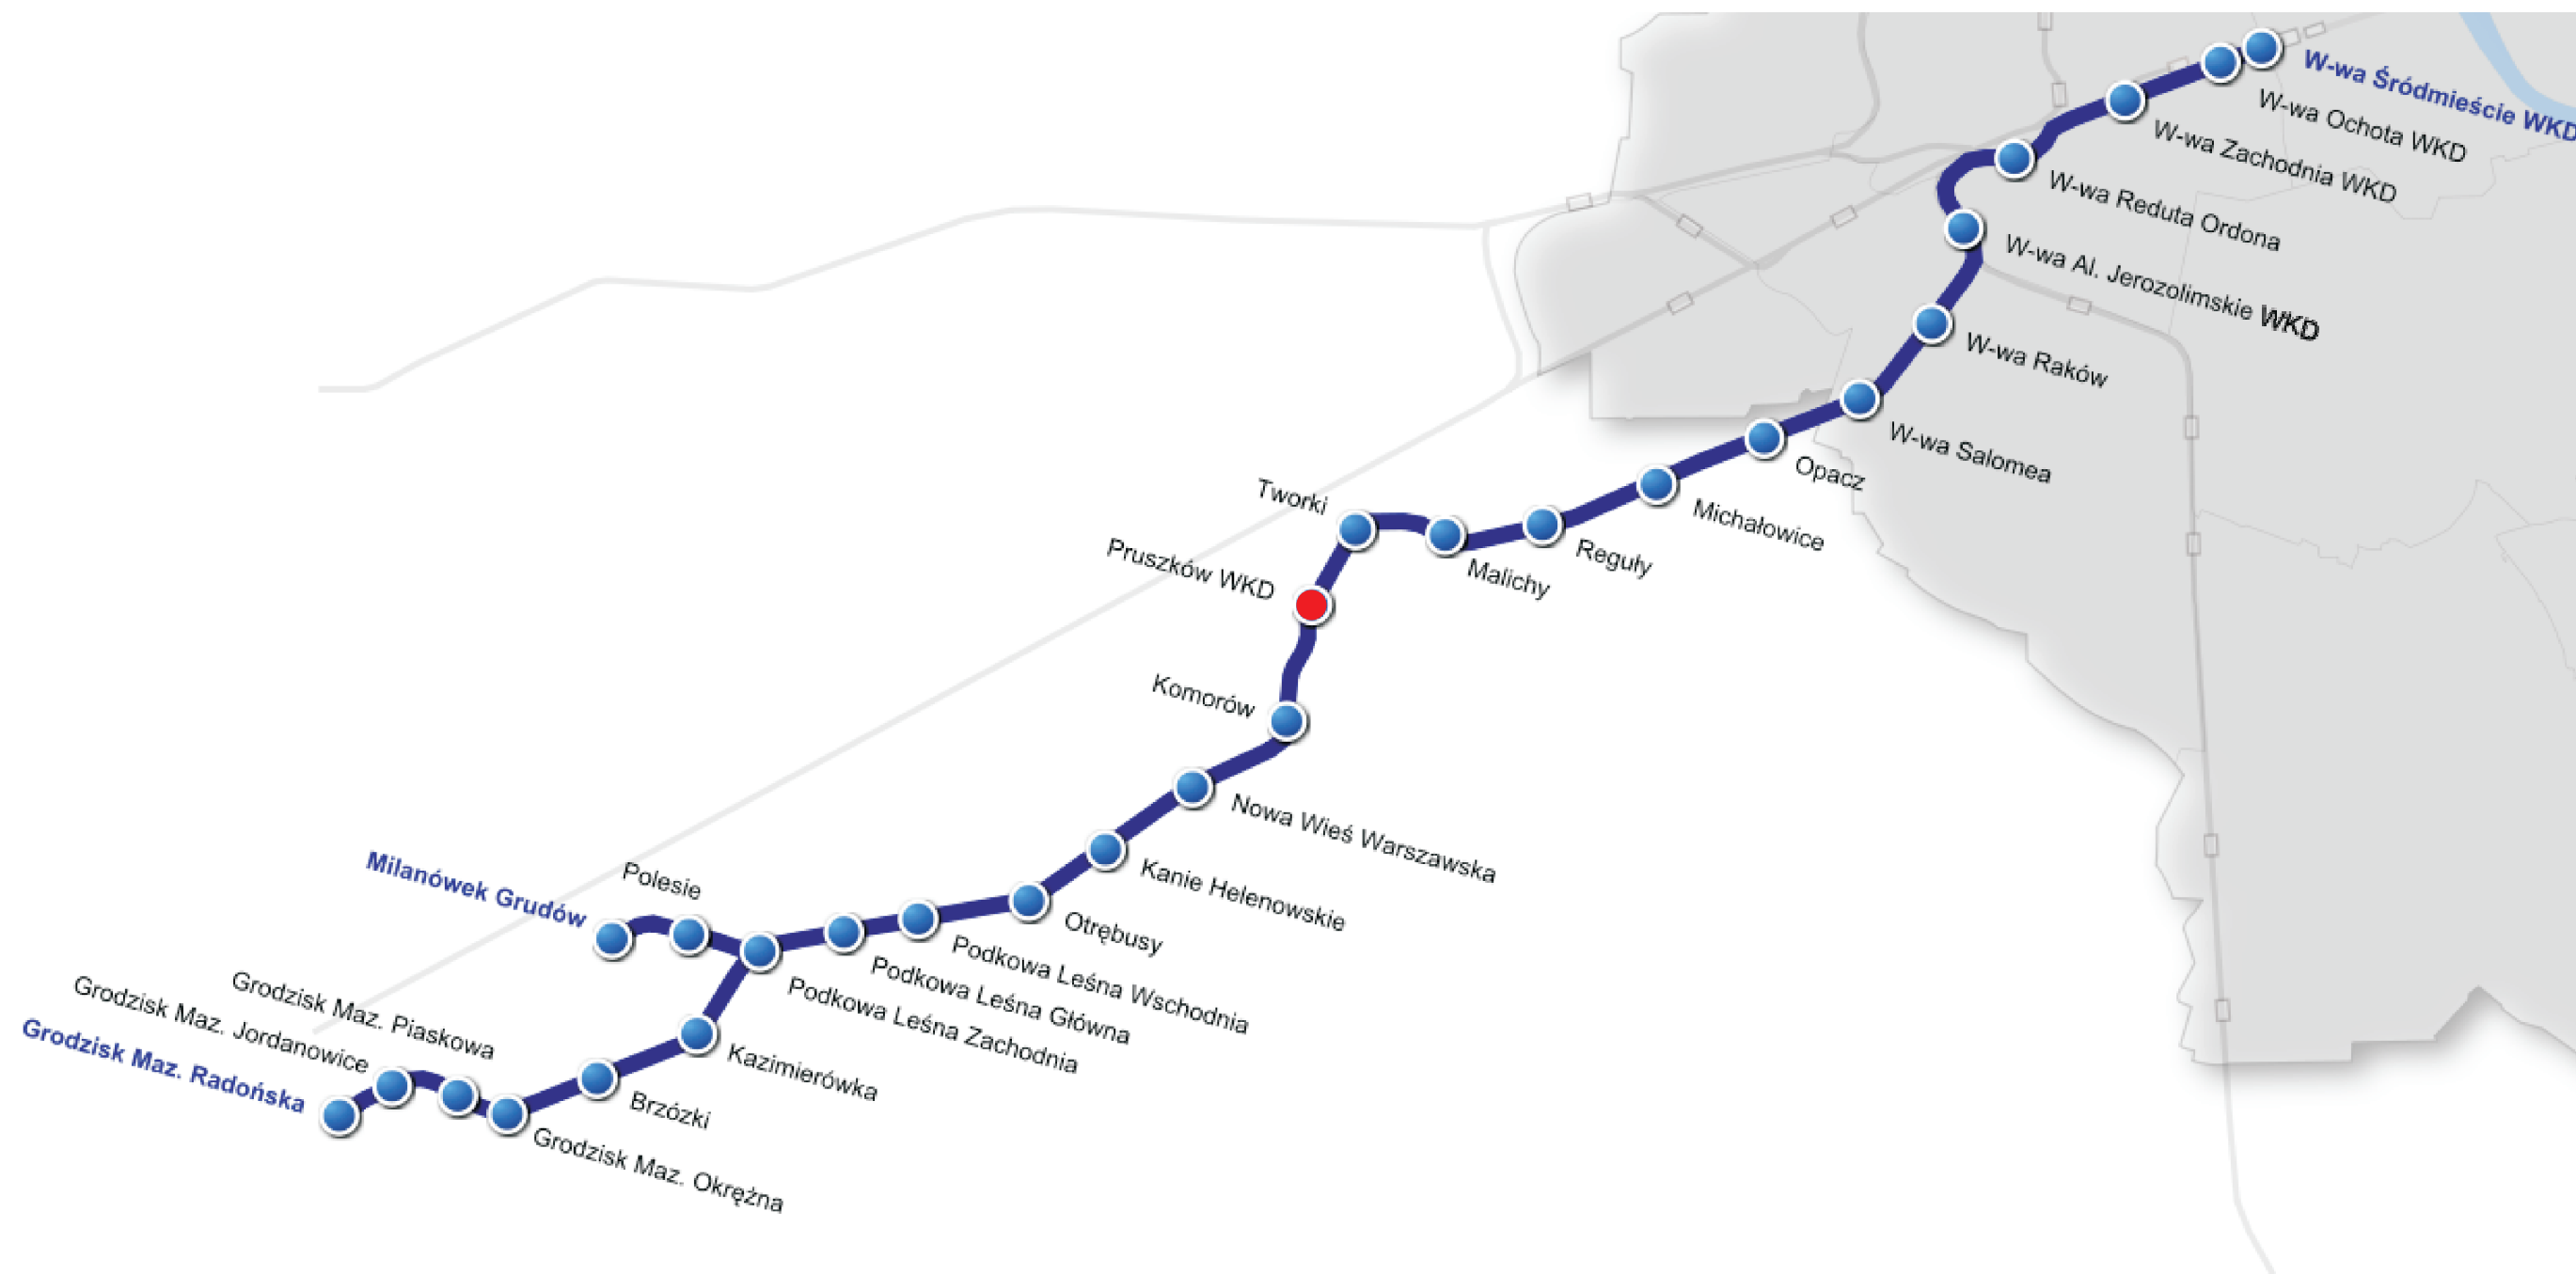 W-wa Śródmieście WKD
W-wa Ochota WKD
W-wa Zachodnia WKD
W-wa Reduta Ordona
W-wa Al. Jerozolimskie WKD
W-wa Raków
W-wa Salomea
Opacz
Michałowice
Reguły
Malichy
Tworki
Pruszków WKD
Komorów
Nowa Wieś Warszawska
Kanie Helenowskie
Otrębusy
Podkowa Leśna Wschodnia
Podkowa Leśna Główna
Podkowa Leśna Zachodnia
Polesie
Milanówek Grudów
Kazimierówka
Brzózki
Grodzisk Maz. Okrężna
Grodzisk Maz. Piaskowa
Grodzisk Maz. Jordanowice
Grodzisk Maz. Radońska